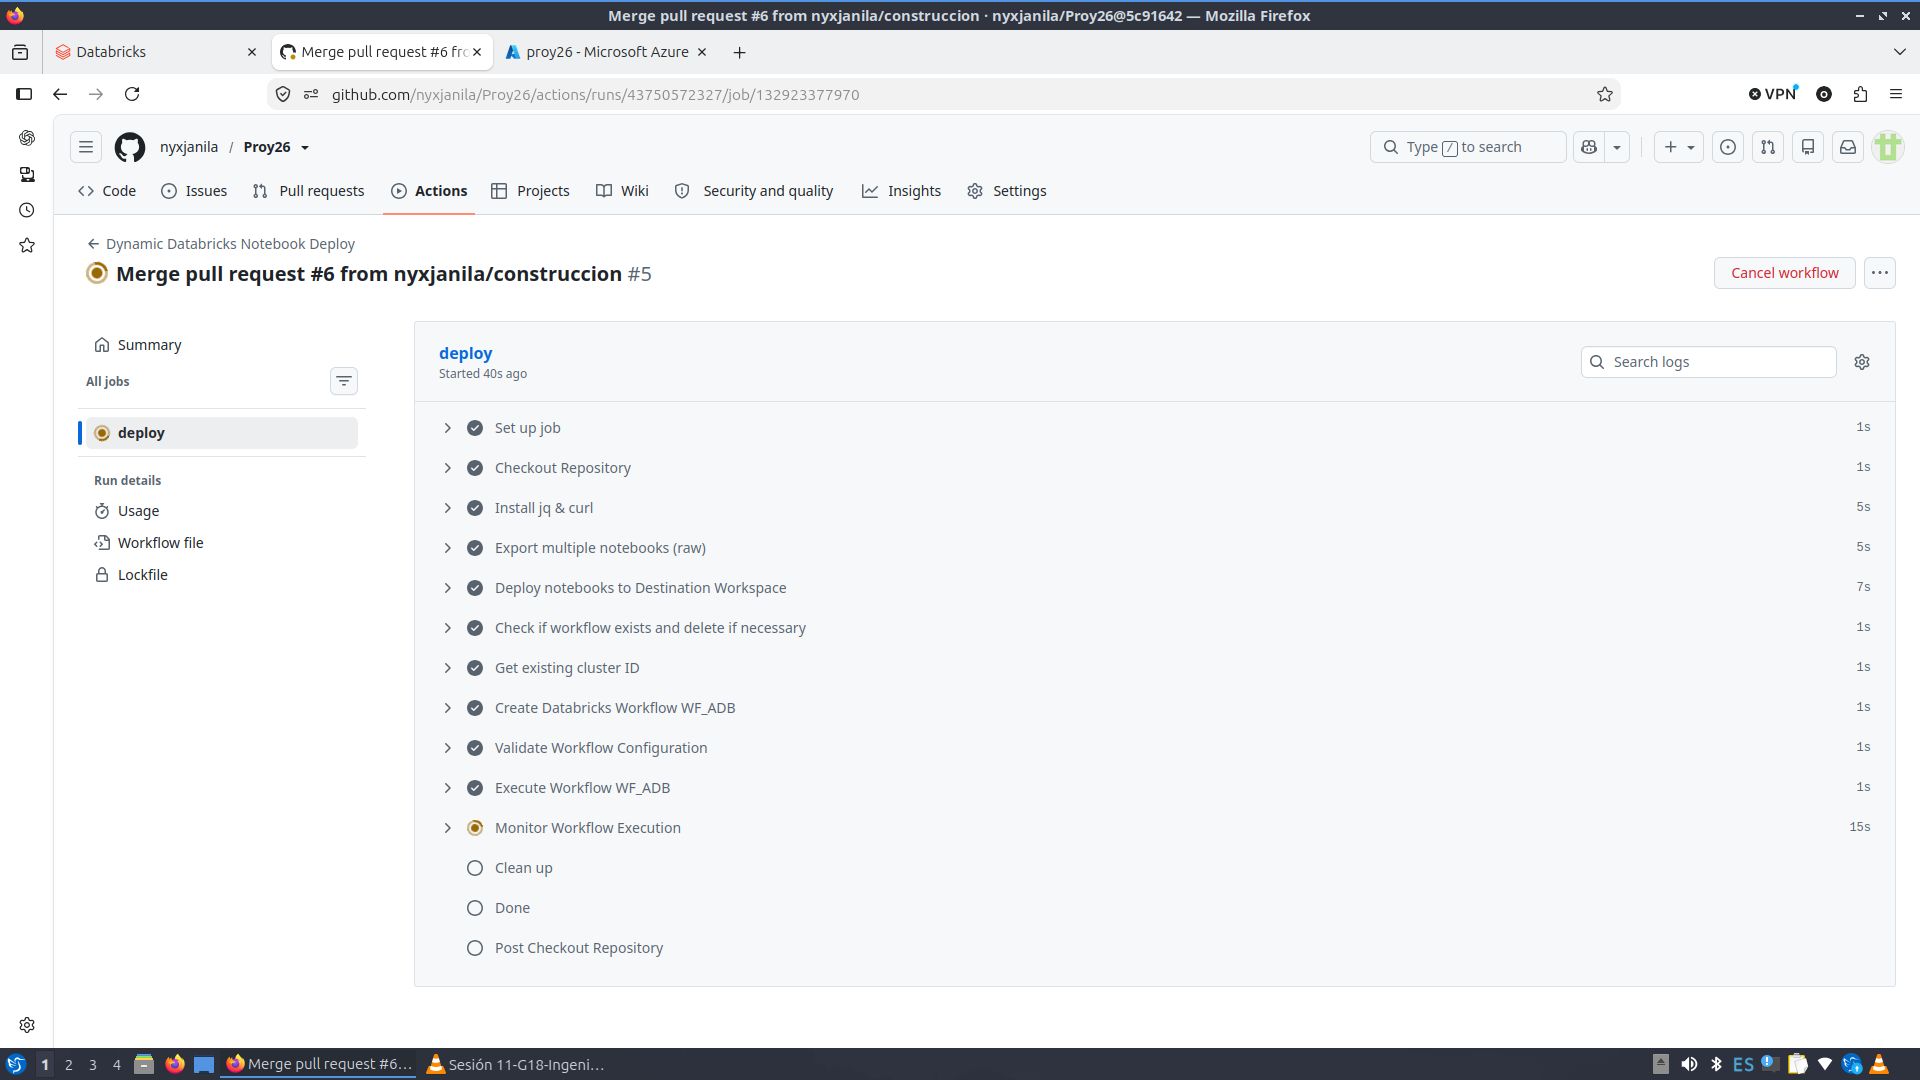 Merge pull request #6 from nyxjanila/construccion · nyxjanila/Proy26@5c91642 — Mozilla Firefox
Databricks
Merge pull request #6 fro
proy26 - Microsoft Azure
github.com/nyxjanila/Proy26/actions/runs/43750572327/job/132923377970
VPN
nyxjanila / Proy26
Type / to search
Code
Issues
Pull requests
Actions
Projects
Wiki
Security and quality
Insights
Settings
Dynamic Databricks Notebook Deploy
Merge pull request #6 from nyxjanila/construccion #5
Cancel workflow
Summary
All jobs
deploy
Run details
Usage
Workflow file
Lockfile
deploy
Started 40s ago
Search logs
Set up job 1s
Checkout Repository 1s
Install jq & curl 5s
Export multiple notebooks (raw) 5s
Deploy notebooks to Destination Workspace 7s
Check if workflow exists and delete if necessary 1s
Get existing cluster ID 1s
Create Databricks Workflow WF_ADB 1s
Validate Workflow Configuration 1s
Execute Workflow WF_ADB 1s
Monitor Workflow Execution 15s
Clean up
Done
Post Checkout Repository
1 2 3 4
Merge pull request #6...
Sesión 11-G18-Ingeni...
ES